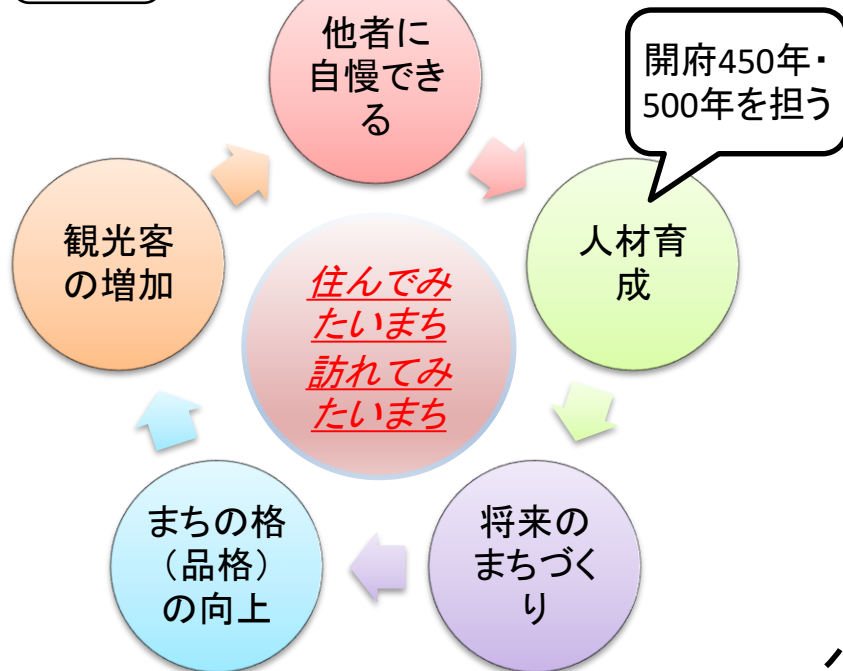 他者に
自慢でき
る
開府450年・
500年を担う
人材育
成
将来の
まちづく
り
まちの格
（品格）
の向上
観光客
の増加
住んでみ
たいまち
訪れてみ
たいまち